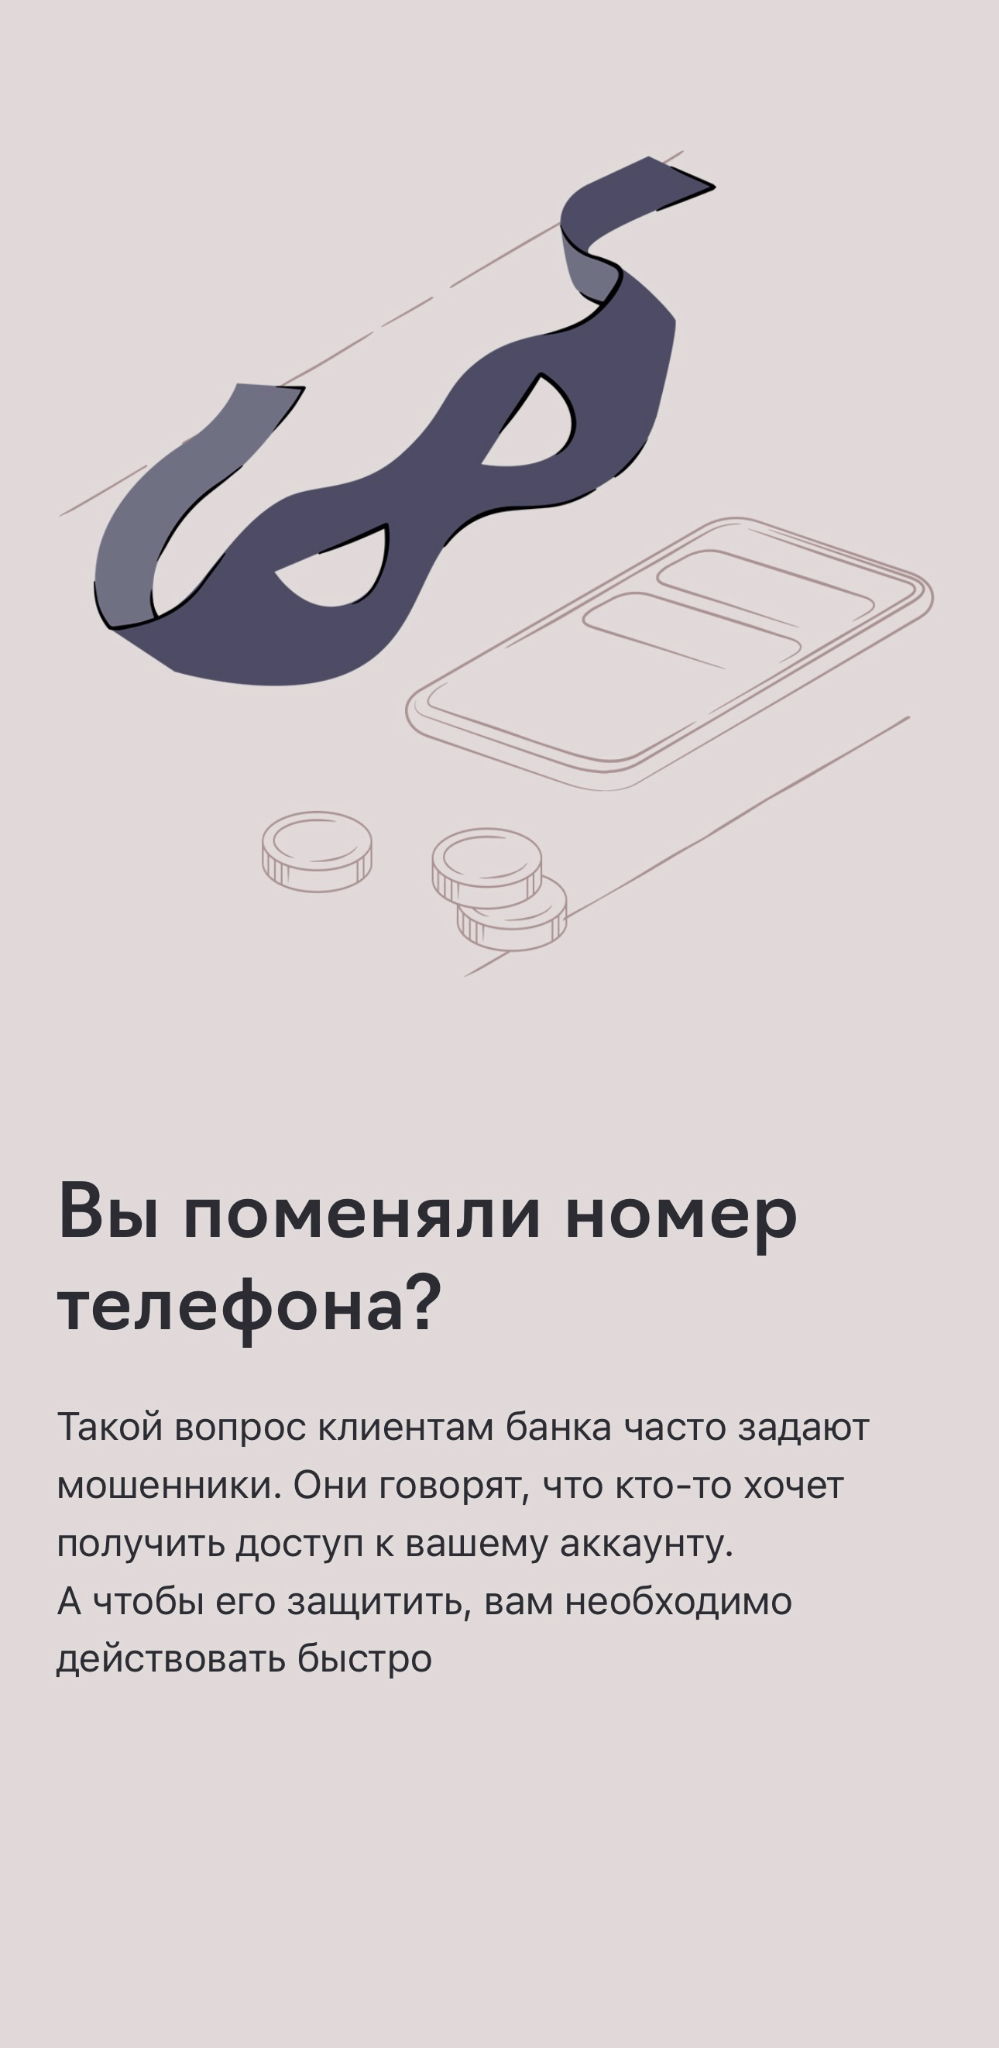 Вы поменяли номер
телефона?
Такой вопрос клиентам банка часто задают
мошенники. Они говорят, что кто-то хочет
получить доступ к вашему аккаунту.
А чтобы его защитить, вам необходимо
действовать быстро